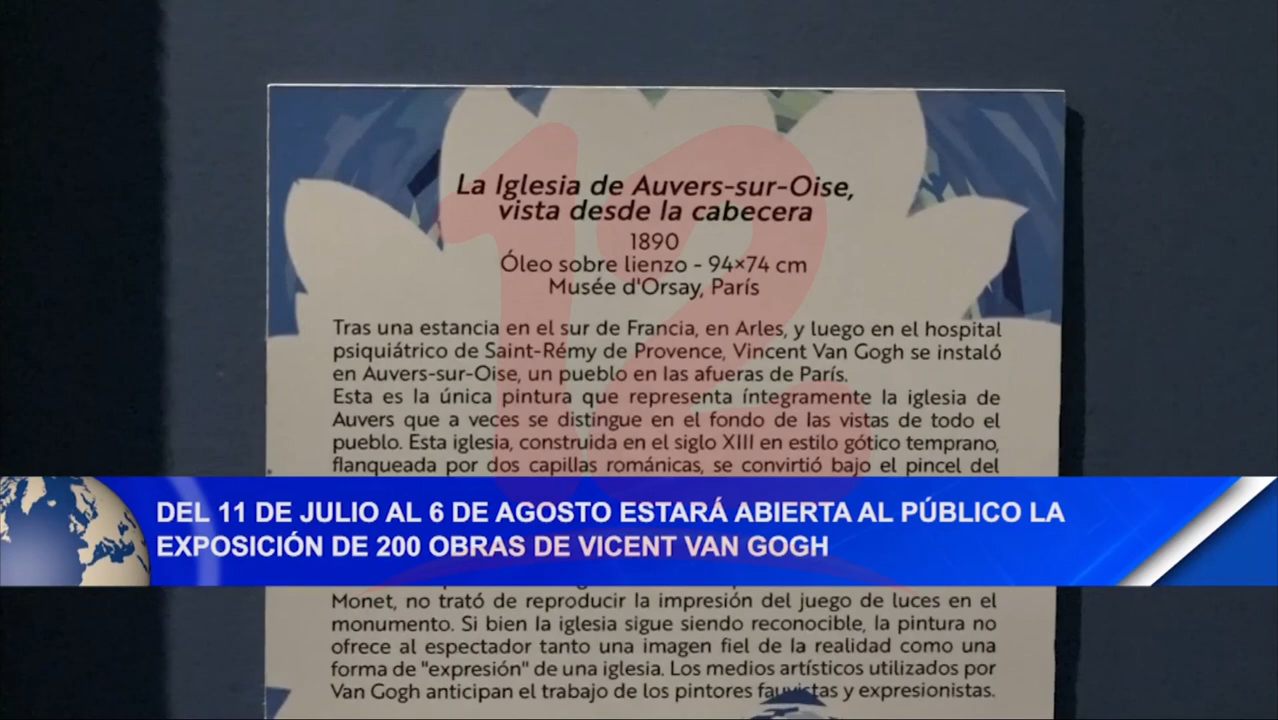 La Iglesia de Auvers-sur-Oise,
vista desde la cabecera
1890
Óleo sobre lienzo - 94×74 cm
Musée d'Orsay, París
Tras una estancia en el sur de Francia, en Arles, y luego en el hospital
psiquiátrico de Saint-Rémy de Provence, Vincent Van Gogh se instaló
en Auvers-sur-Oise, un pueblo en las afueras de París.
Esta es la única pintura que representa íntegramente la iglesia de
Auvers que a veces se distingue en el fondo de las vistas de todo el
pueblo. Esta iglesia, construida en el siglo XIII en estilo gótico temprano,
flanqueada por dos capillas románicas, se convirtió bajo el pincel del
12
DEL 11 DE JULIO AL 6 DE AGOSTO ESTARÁ ABIERTA AL PÚBLICO LA
EXPOSICIÓN DE 200 OBRAS DE VICENT VAN GOGH
Monet, no trató de reproducir la impresión del juego de luces en el
monumento. Si bien la iglesia sigue siendo reconocible, la pintura no
ofrece al espectador tanto una imagen fiel de la realidad como una
forma de "expresión" de una iglesia. Los medios artísticos utilizados por
Van Gogh anticipan el trabajo de los pintores fauvistas y expresionistas.